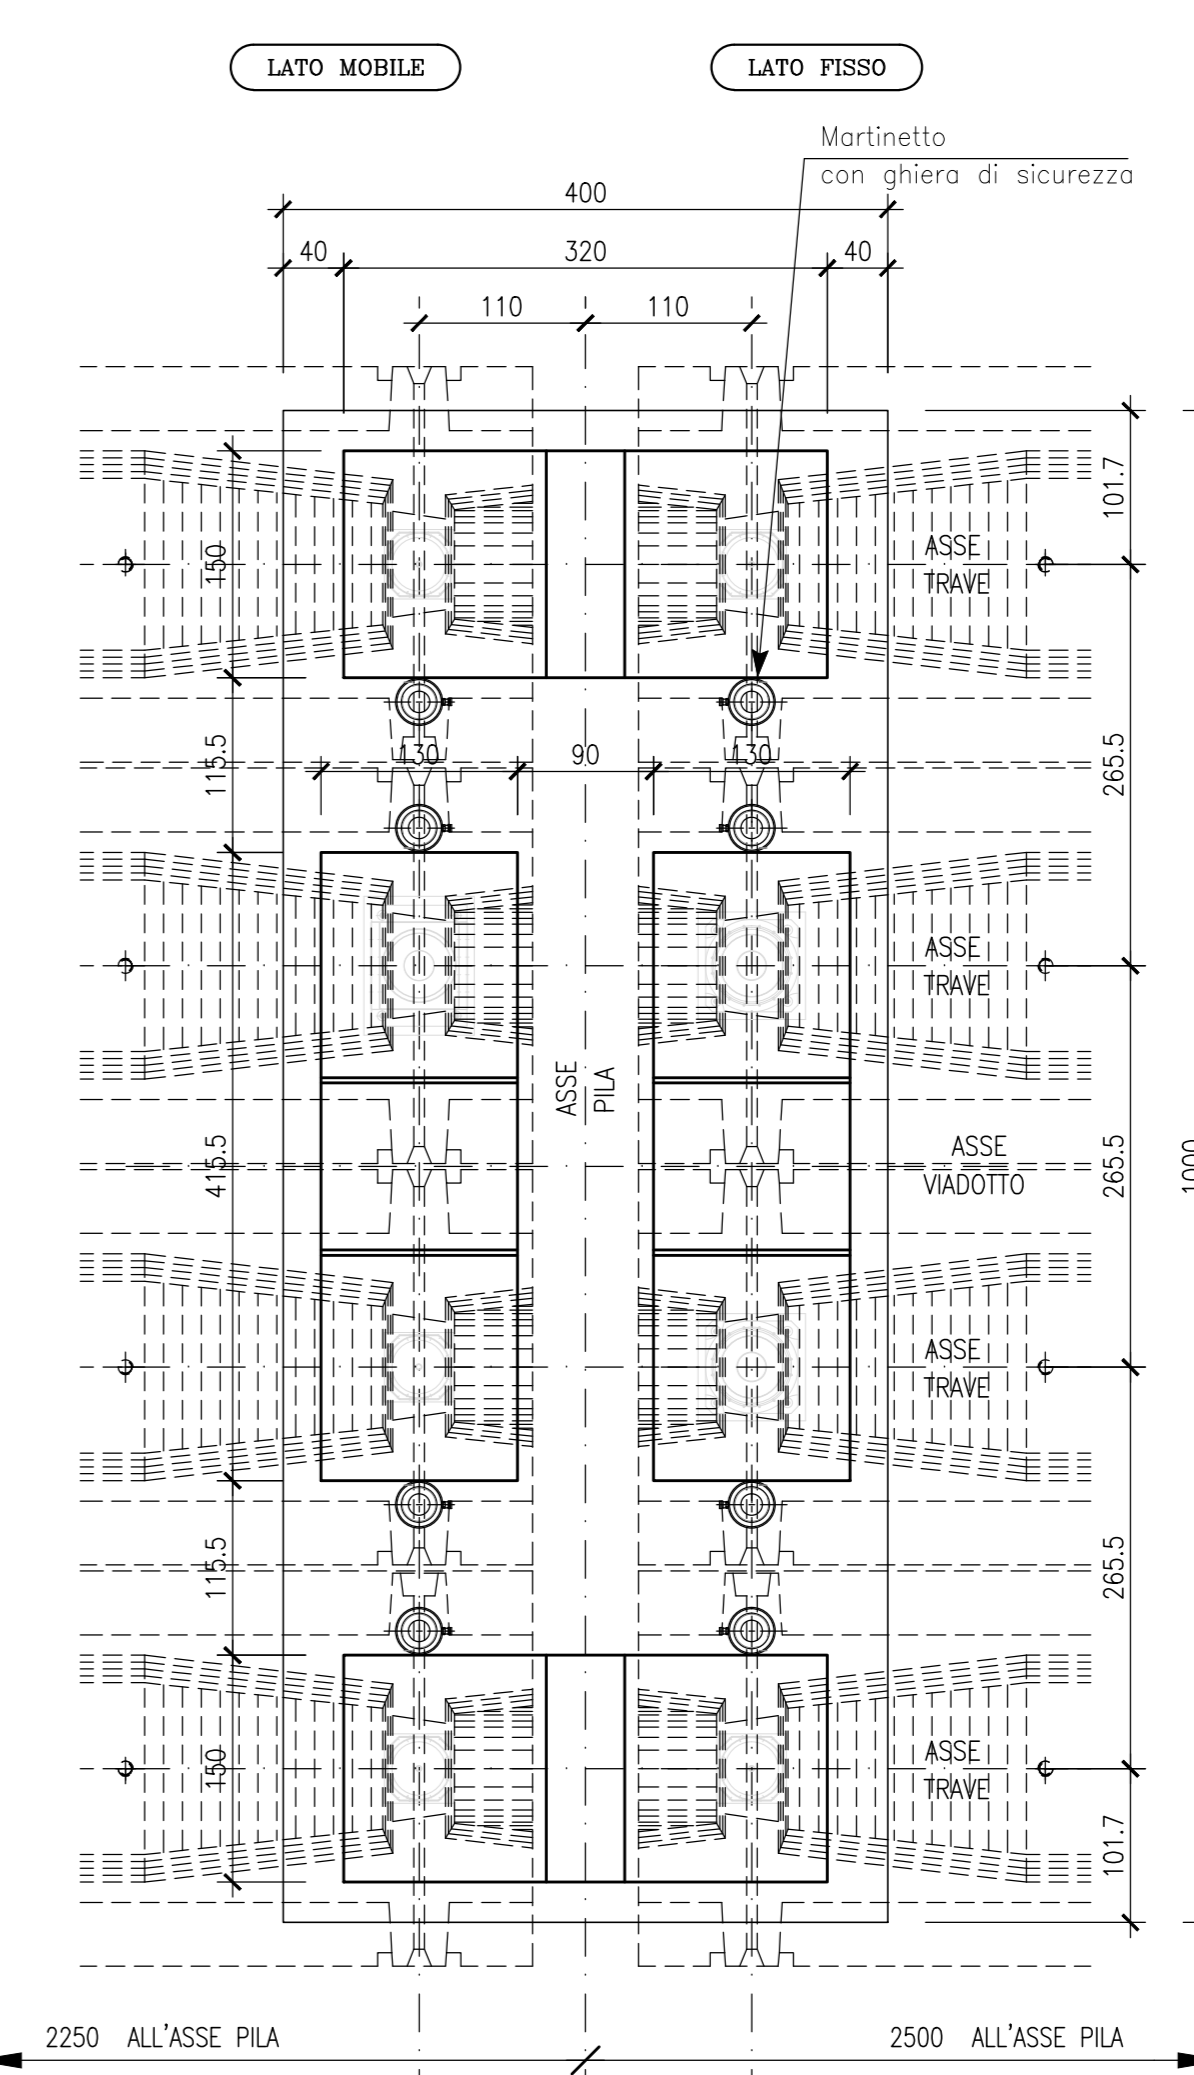 LATO MOBILE
LATO FISSO
Martinetto
con ghiera di sicurezza
400
40
320
40
110
110
101.7
150
ASSE
TRAVE
115.5
130
90
130
265.5
ASSE
TRAVE
ASSE
PILA
415.5
ASSE
VIADOTTO
265.5
1000
ASSE
TRAVE
115.5
265.5
150
ASSE
TRAVE
101.7
2250 ALL'ASSE PILA
2500 ALL'ASSE PILA